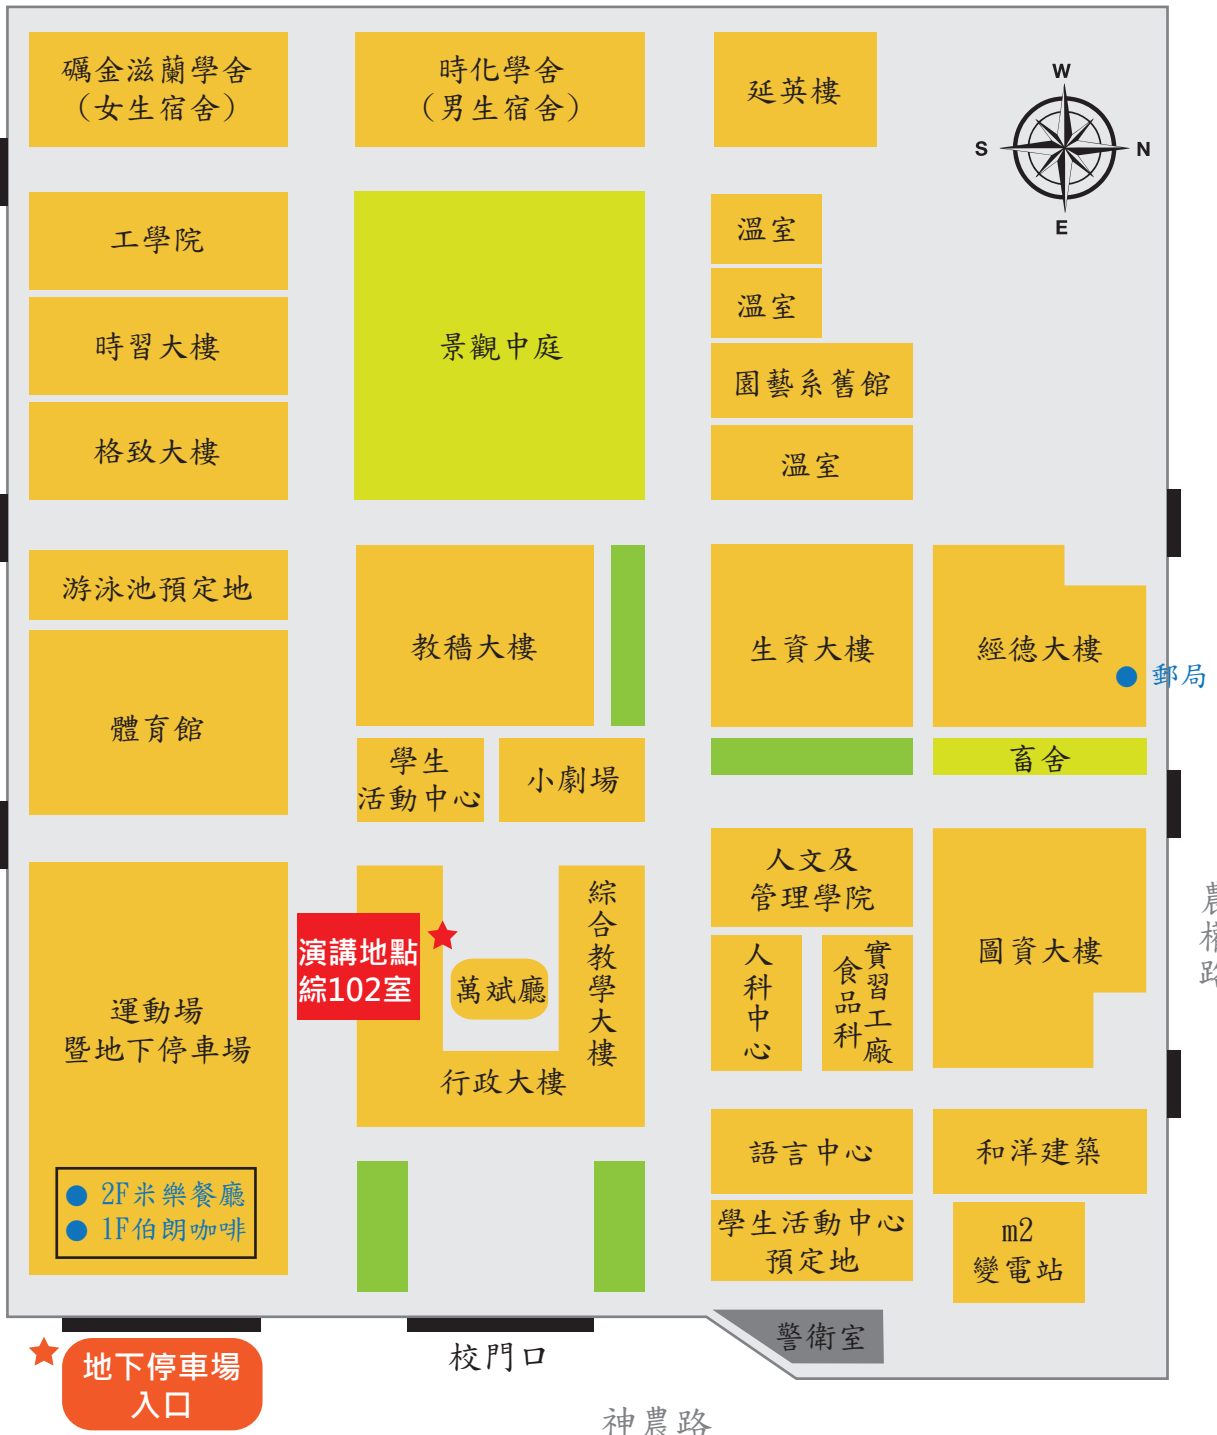 礪金滋蘭學舍
（女生宿舍）
時化學舍
（男生宿舍）
延英樓
W
S
N
E
工學院
時習大樓
格致大樓
景觀中庭
溫室
溫室
園藝系舊館
溫室
游泳池預定地
體育館
教穡大樓
生資大樓
經德大樓
郵局
學生
活動中心
小劇場
畜舍
人文及
管理學院
綜合教學大樓
演講地點
綜102室
萬斌廳
行政大樓
人科中心
實習工廠
食品科
圖資大樓
農權路
運動場
暨地下停車場
2F米樂餐廳
1F伯朗咖啡
語言中心
和洋建築
學生活動中心
預定地
m2
變電站
警衛室
地下停車場
入口
校門口
神農路